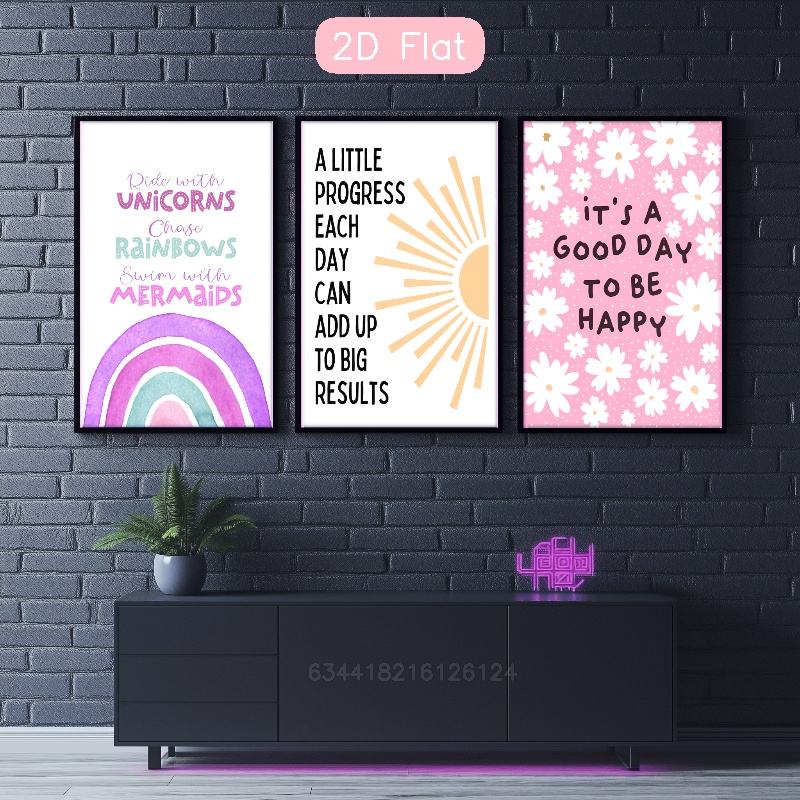 2D Flat
Ride with
UNICORNS
Chase
RAINBOWS
Swim with
MERMAIDS
A LITTLE
PROGRESS
EACH
DAY
CAN
ADD UP
TO BIG
RESULTS
IT'S A
GOOD DAY
TO BE
HAPPY
634418216126124